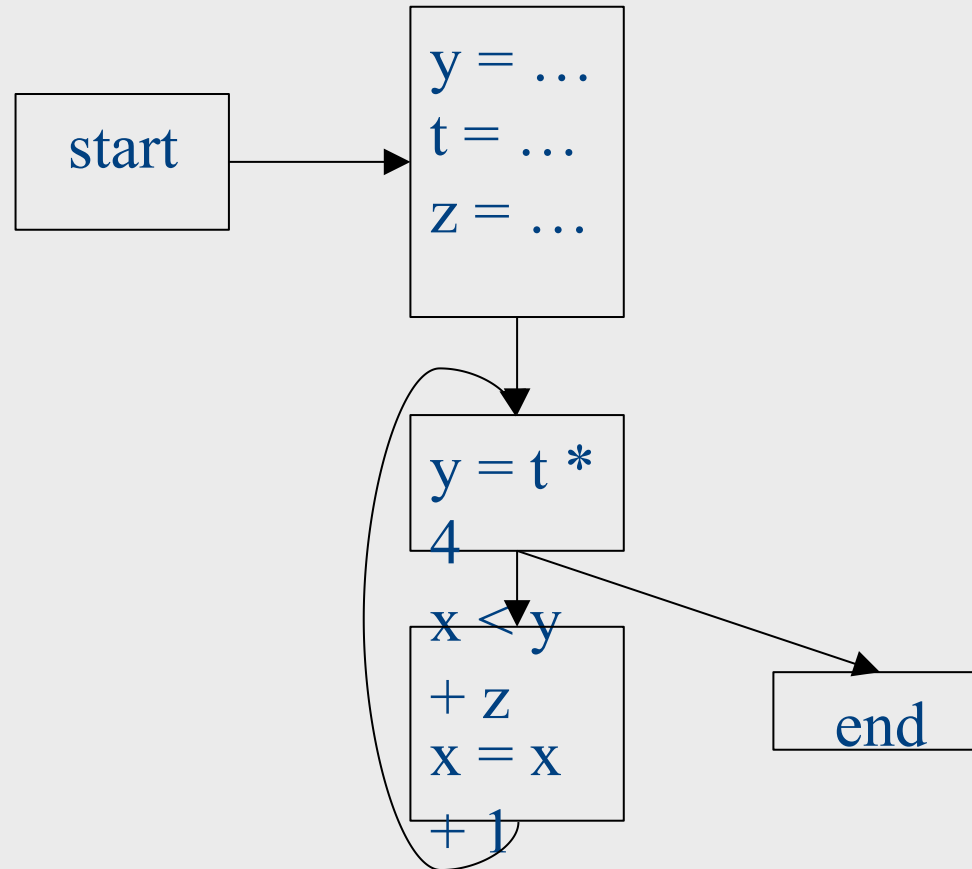 start
y = …
t = …
z = …
y = t *
4
x < y
+ z
x = x
+ 1
end